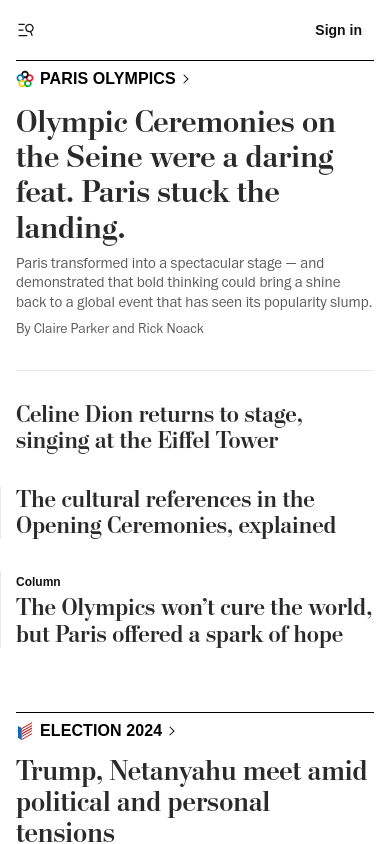 Sign in
PARIS OLYMPICS
Olympic Ceremonies on
the Seine were a daring
feat. Paris stuck the
landing.
Paris transformed into a spectacular stage — and
demonstrated that bold thinking could bring a shine
back to a global event that has seen its popularity slump.
By Claire Parker and Rick Noack
Celine Dion returns to stage,
singing at the Eiffel Tower
The cultural references in the
Opening Ceremonies, explained
Column
The Olympics won’t cure the world,
but Paris offered a spark of hope
ELECTION 2024
Trump, Netanyahu meet amid
political and personal
tensions